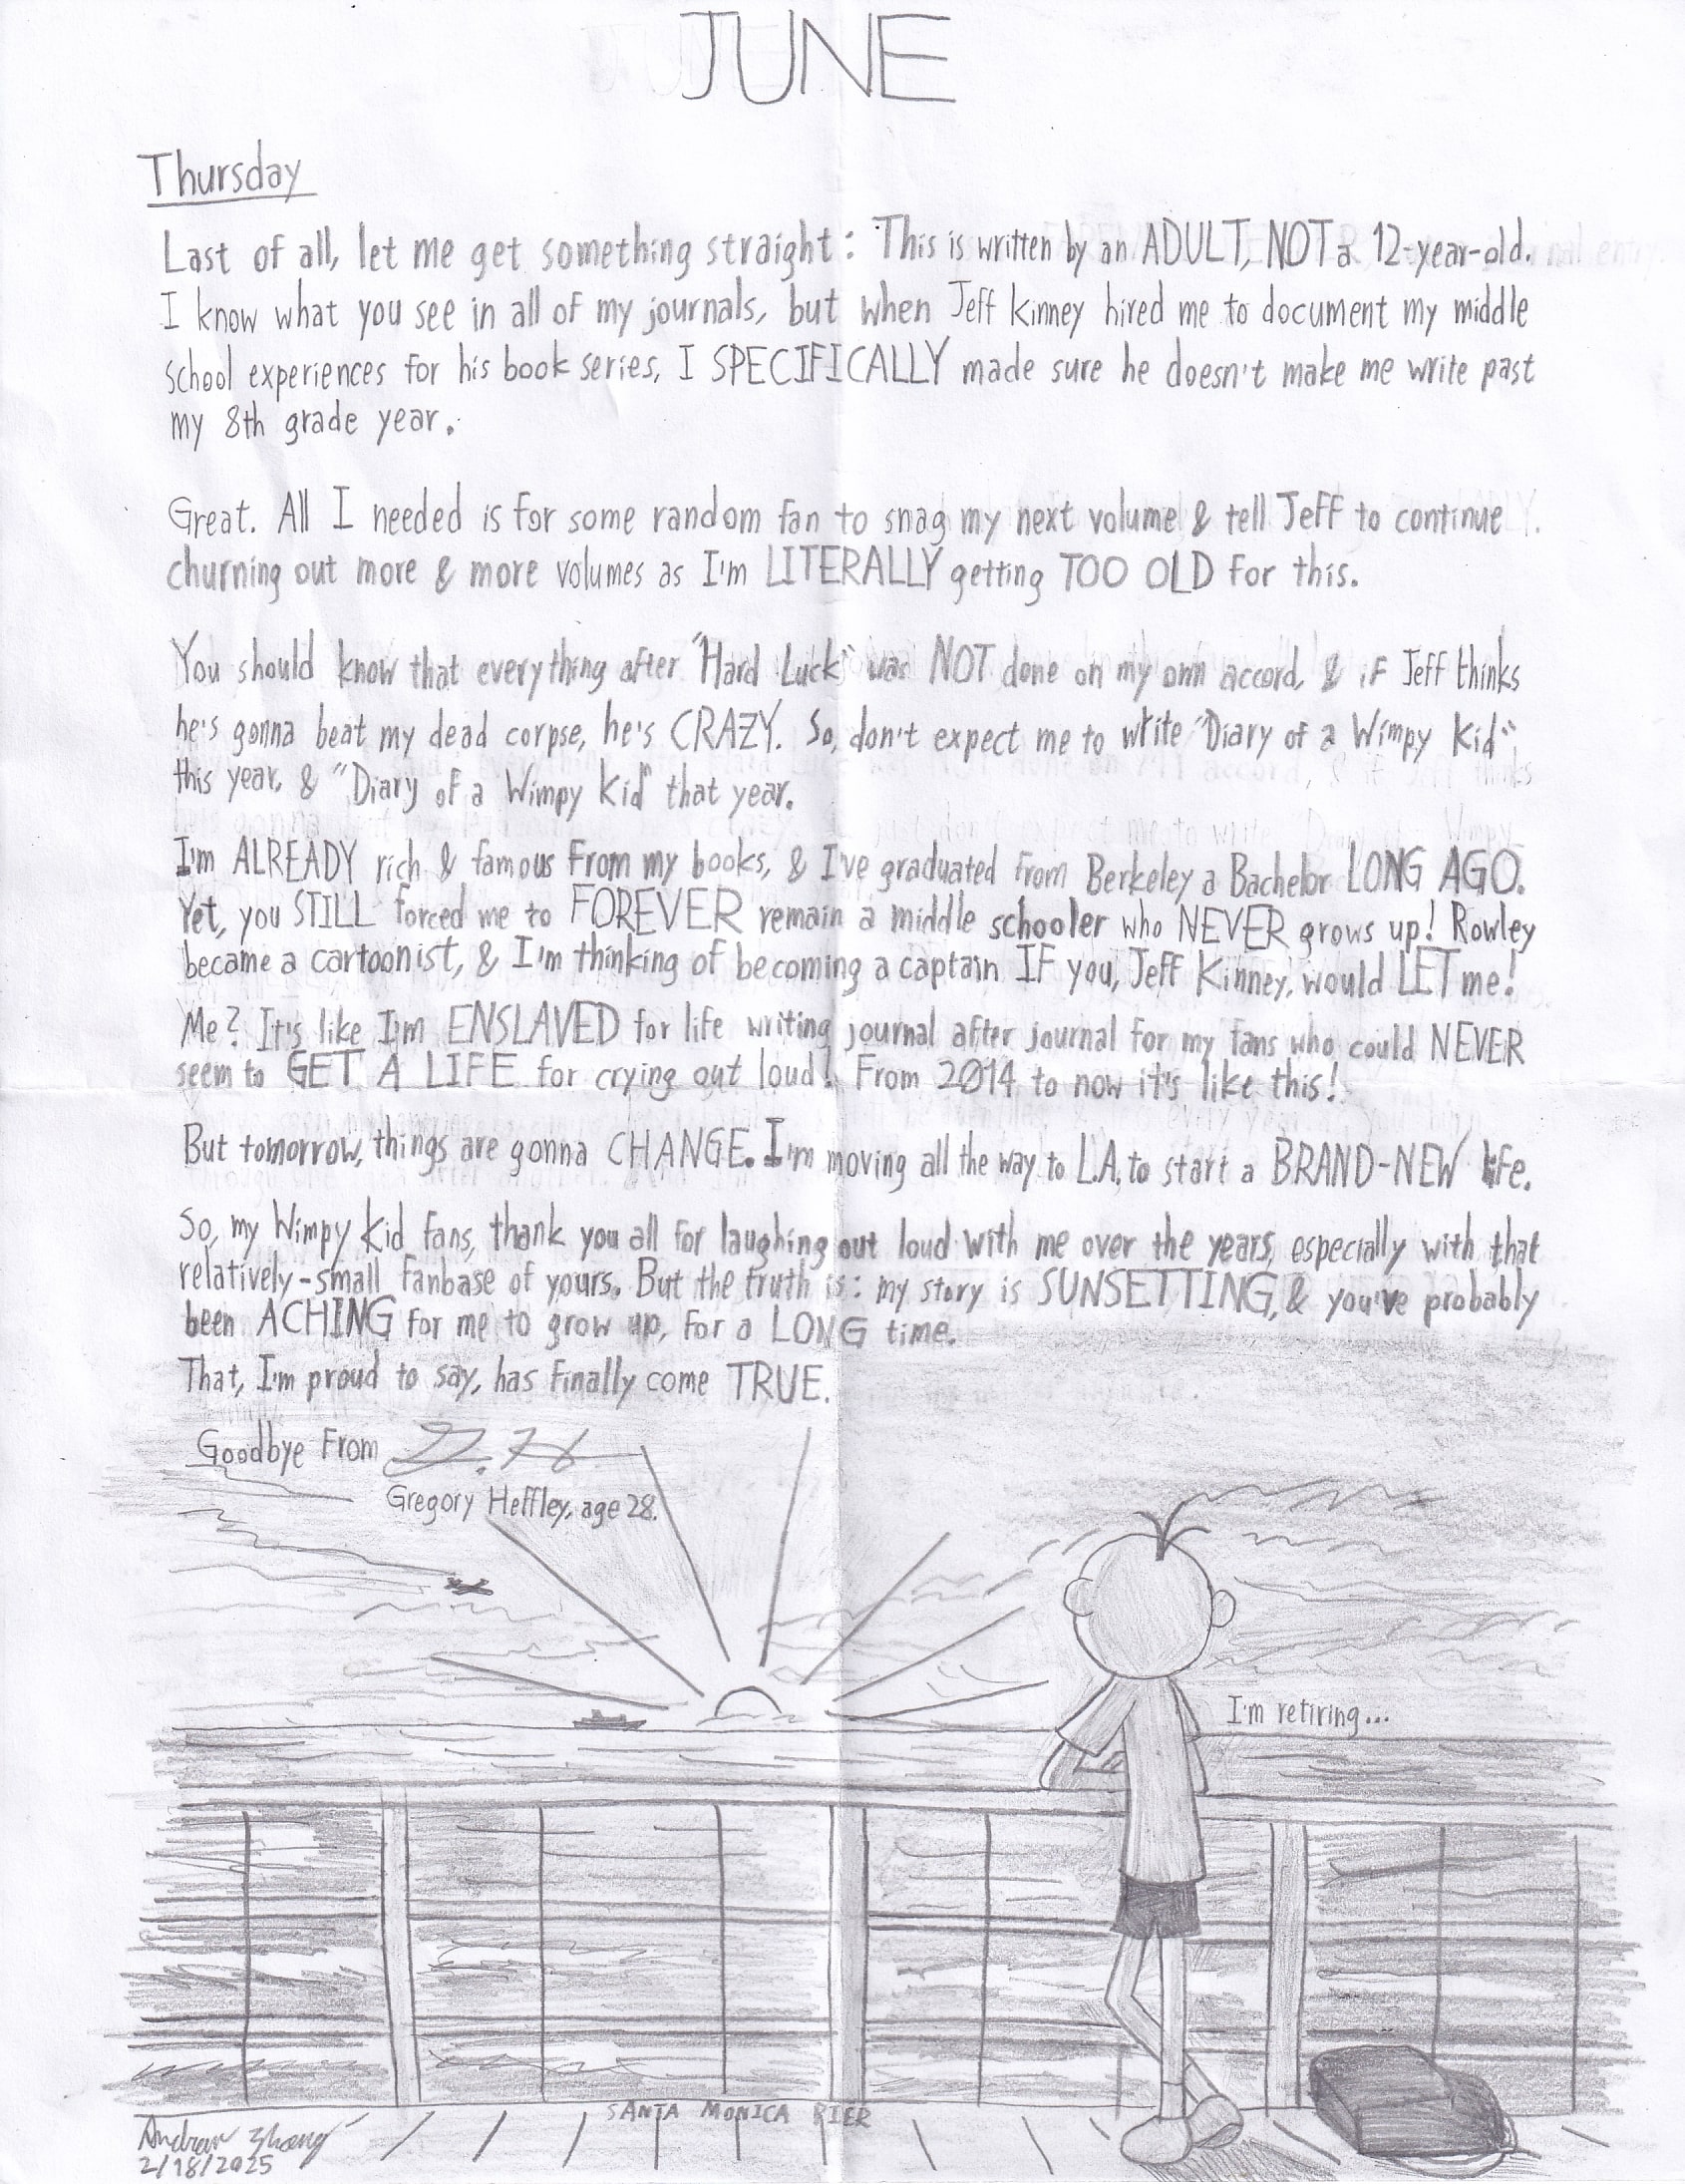 JUNE
Thursday
Last of all, let me get something straight: This is written by an ADULT, NOT a 12-year-old.
I know what you see in all of my journals, but when Jeff Kinney hired me to document my middle
school experiences for his book series, I SPECIFICALLY made sure he doesn't make me write past
my 8th grade year.
Great. All I needed is for some random fan to snag my next volume & tell Jeff to continue
churning out more & more volumes as I'm LITERALLY getting TOO OLD for this.
You should know that everything after "Hard Luck" was NOT done on my own accord, & if Jeff thinks
he's gonna beat my dead corpse, he's CRAZY. So, don't expect me to write "Diary of a Wimpy Kid"
this year, & "Diary of a Wimpy Kid" that year.
I'm ALREADY rich & famous from my books, & I've graduated from Berkeley a Bachelor LONG AGO.
Yet, you STILL forced me to FOREVER remain a middle schooler who NEVER grows up! Rowley
became a cartoonist, & I'm thinking of becoming a captain IF you, Jeff Kinney, would LET me!
Me? It's like I'm ENSLAVED for life writing journal after journal for my fans who could NEVER
seem to GET A LIFE for crying out loud! From 2014 to now it's like this!
But tomorrow, things are gonna CHANGE. I'm moving all the way to L.A. to start a BRAND-NEW life.
So, my Wimpy Kid fans, thank you all for laughing out loud with me over the years, especially with that
relatively-small fanbase of yours. But the truth is: my story is SUNSETTING, & you've probably
been ACHING for me to grow up, for a LONG time.
That, I'm proud to say, has finally come TRUE.
Goodbye From
Gregory Heffley, age 28.
I'm retiring...
SANTA MONICA PIER
Andrew Zhang
2/18/2025